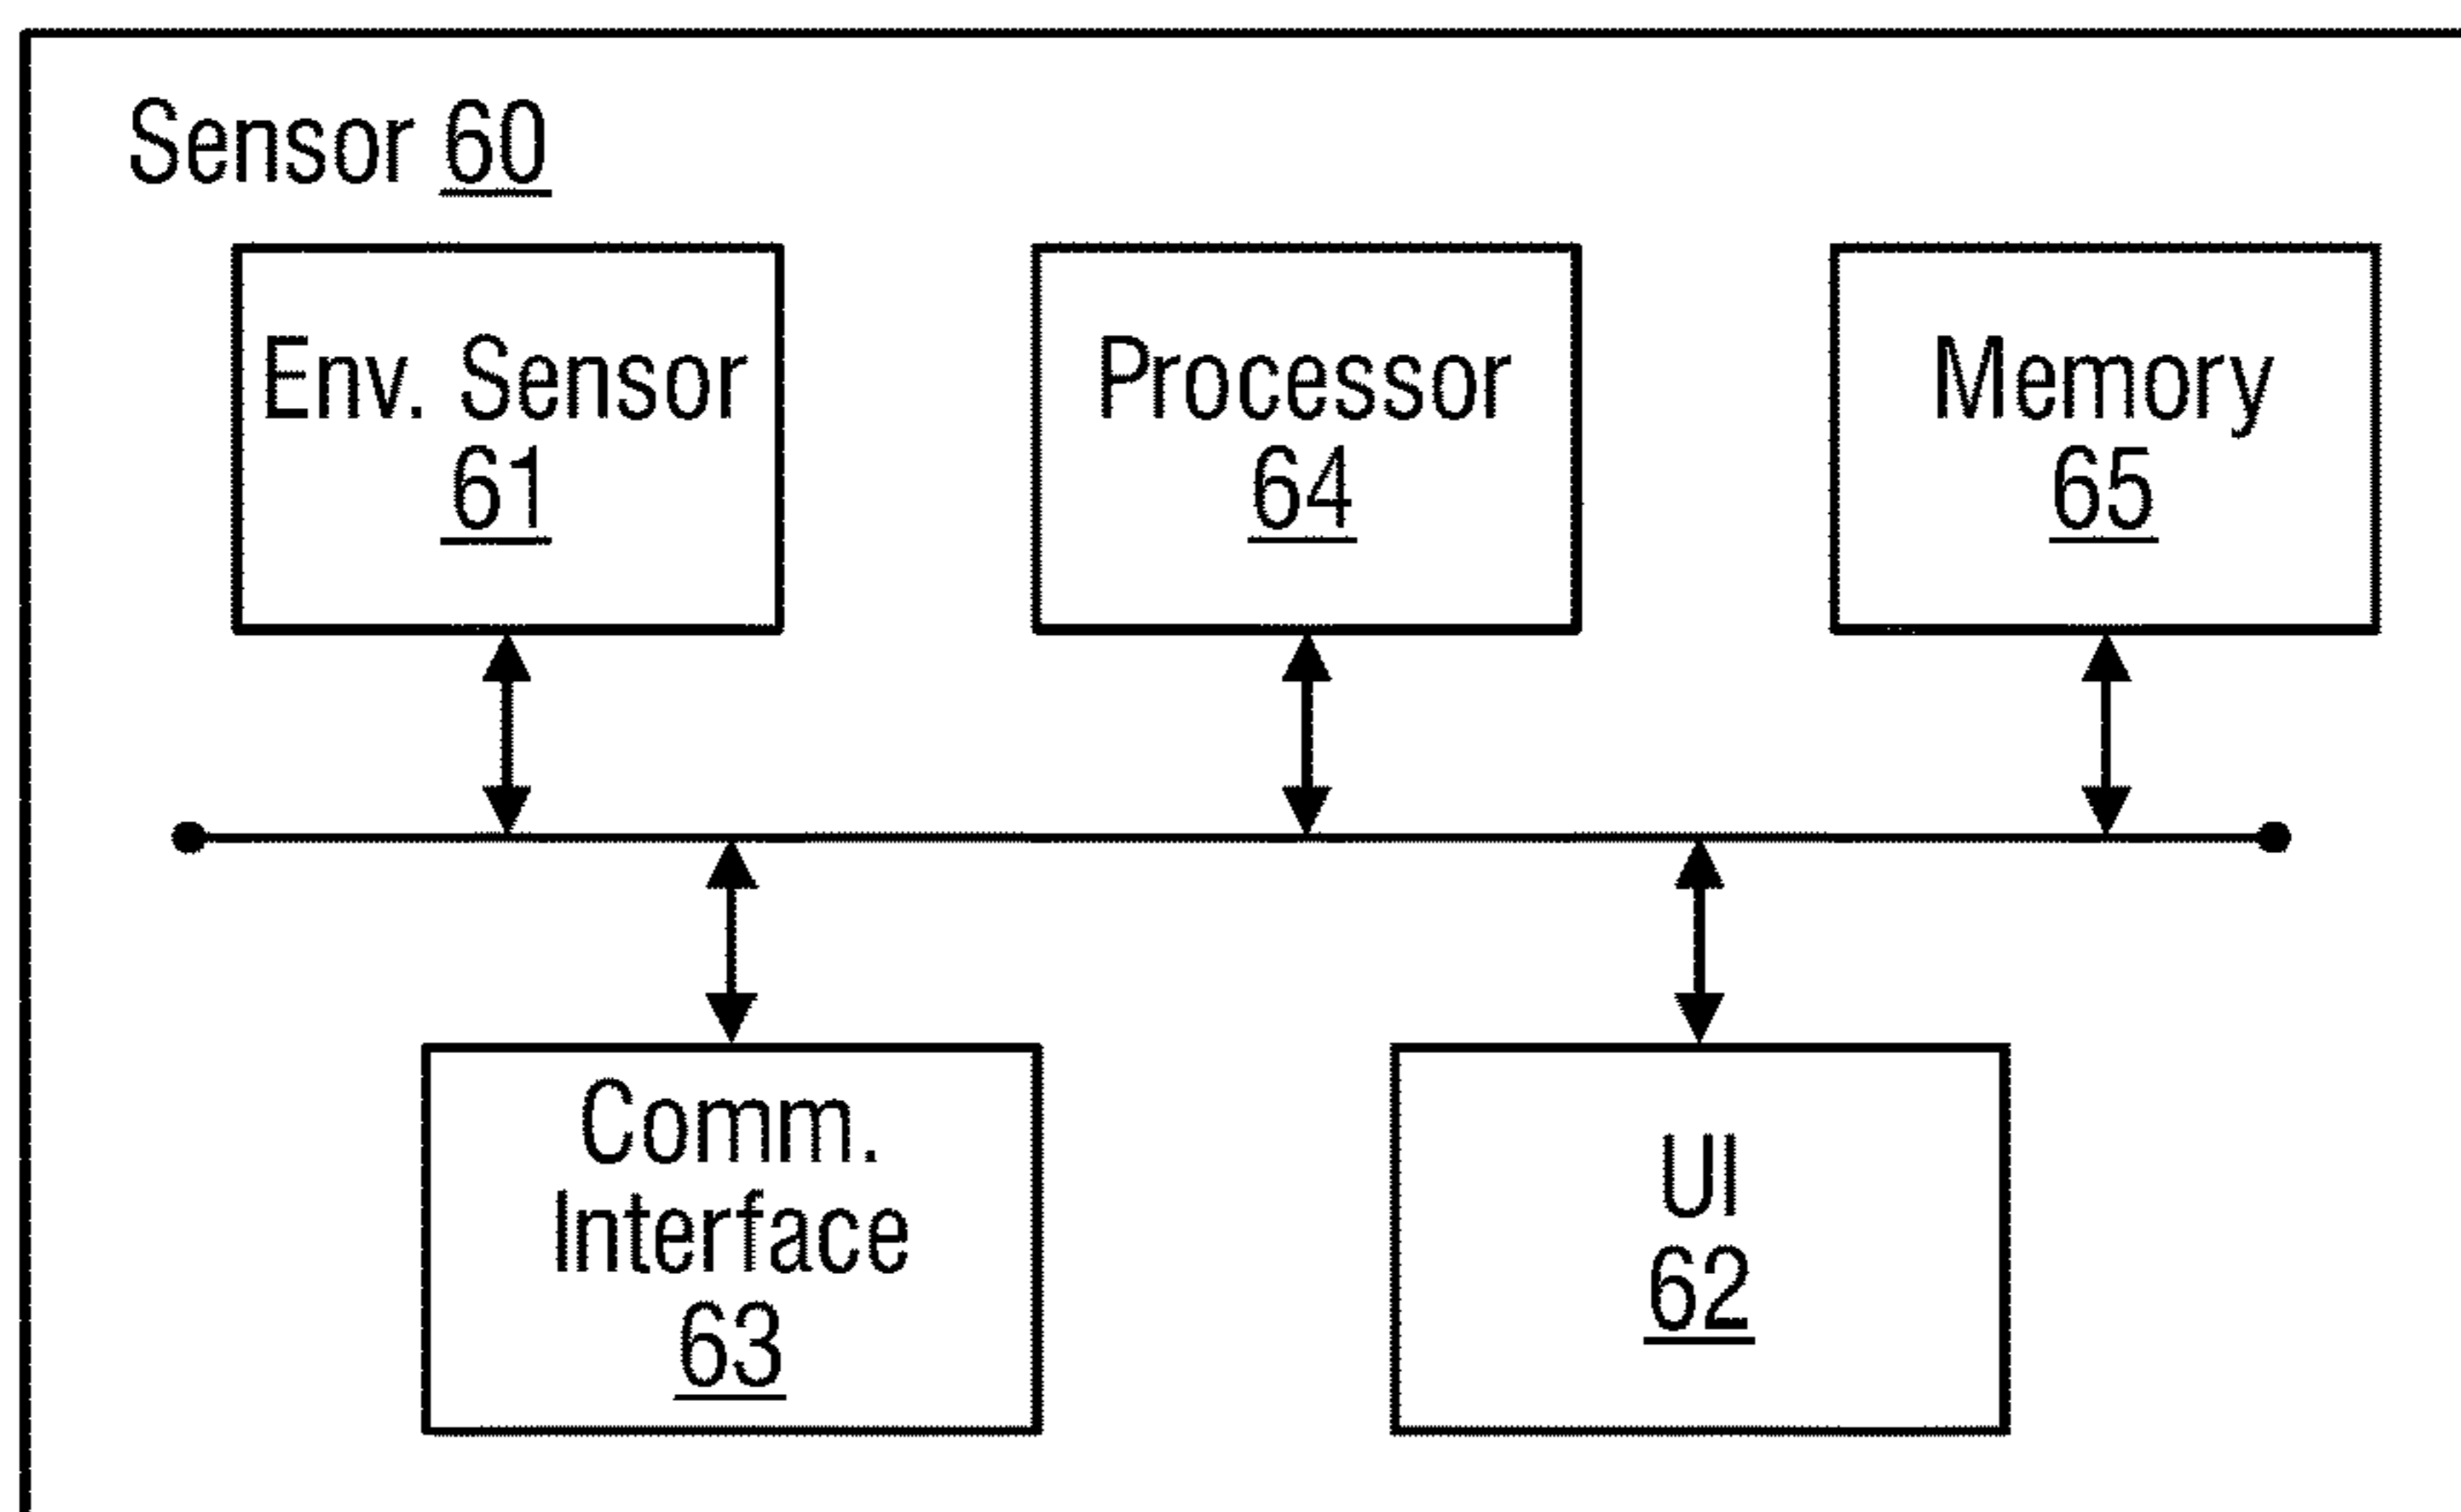 Sensor 60
Env. Sensor
61
Processor
64
Memory
65
Comm.
Interface
63
UI
62